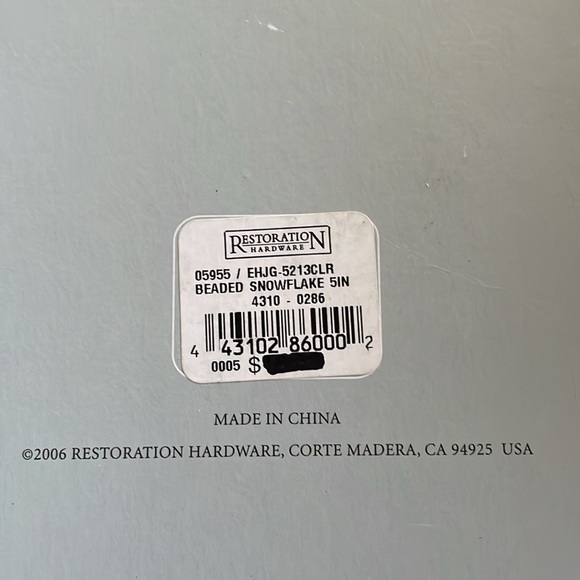 RESTORATION
HARDWARE
05955 / EHJG-5213CLR
BEADED SNOWFLAKE 5IN
4310 - 0286
4 43102 86000 2
0005 $
MADE IN CHINA
©2006 RESTORATION HARDWARE, CORTE MADERA, CA 94925 USA